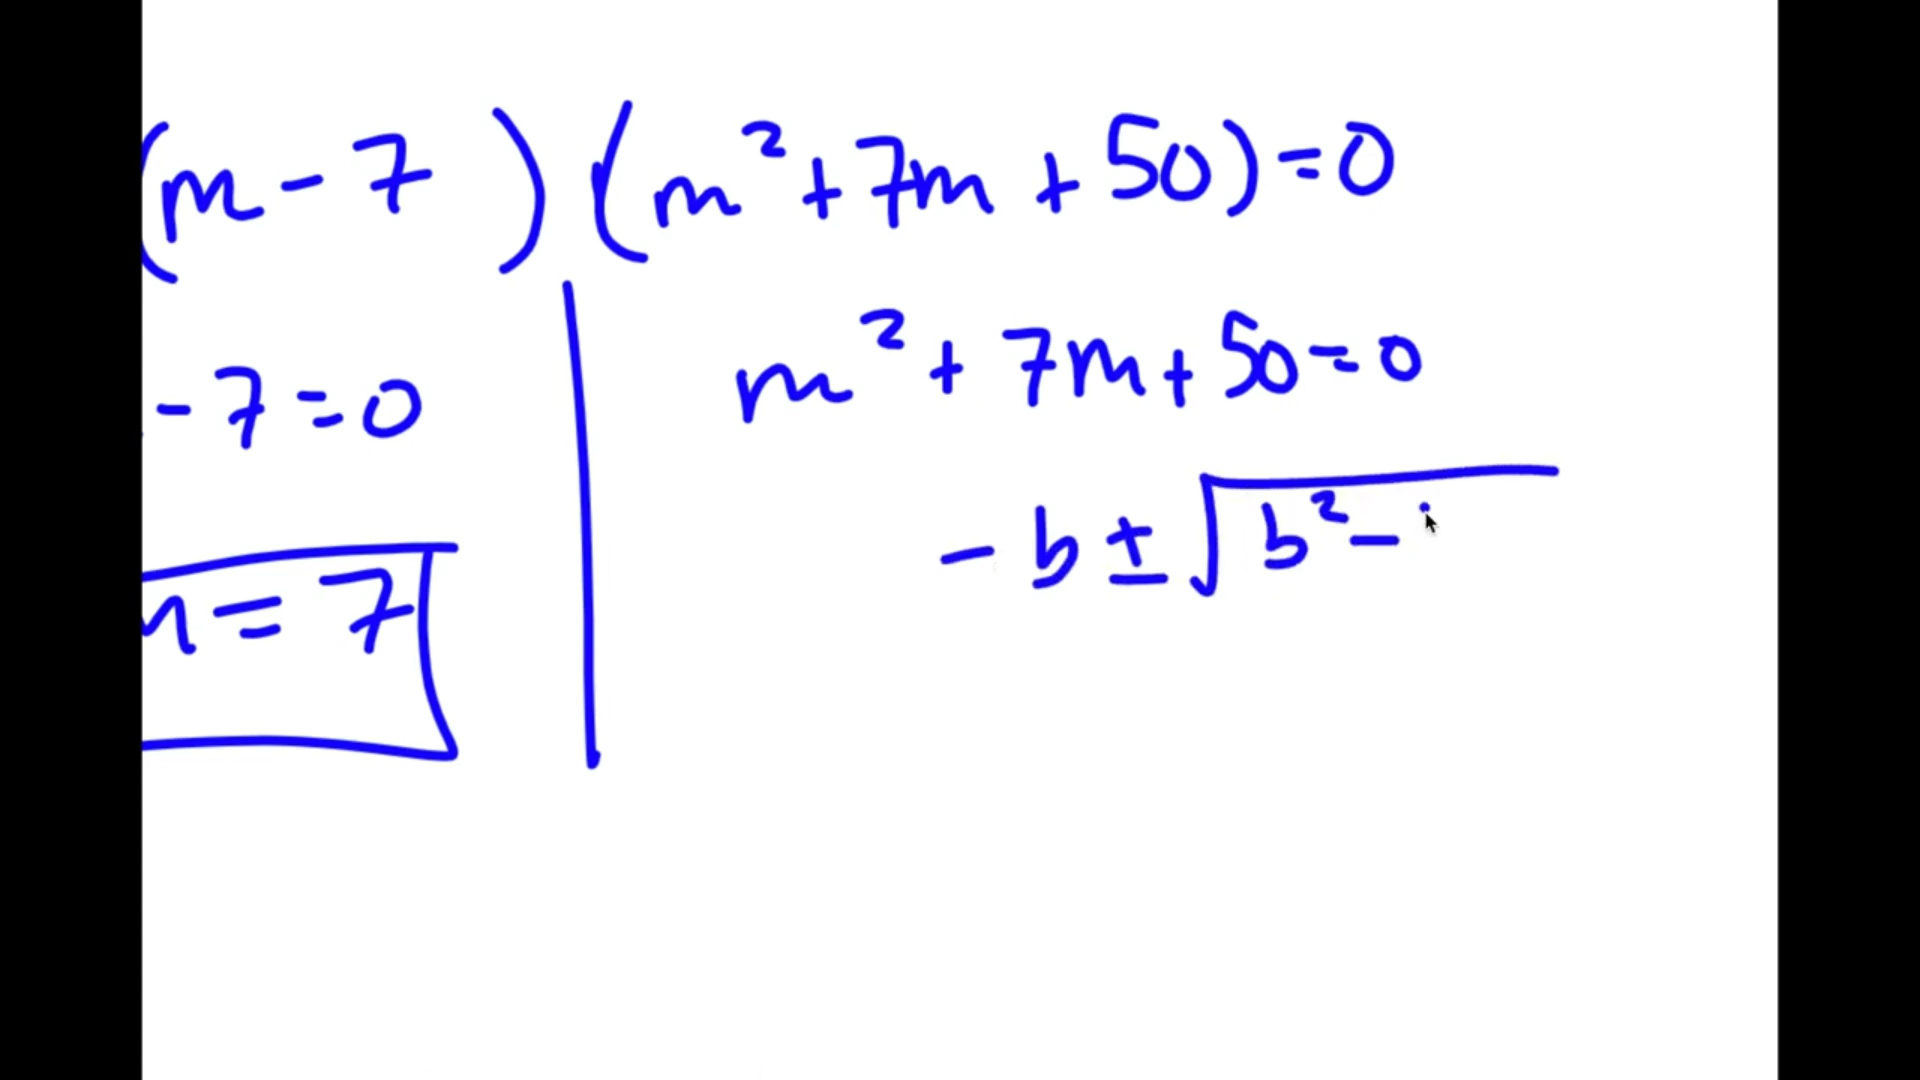 (m - 7) (m² + 7m + 50) = 0
- 7 = 0
m² + 7m + 50 = 0
m = 7
- b ± √b² -